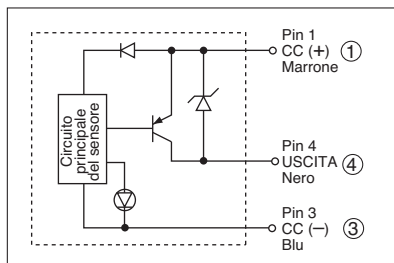 Pin 1
CC (+) ①
Marrone
Circuito
principale
del sensore
Pin 4
USCITA ④
Nero
Pin 3
CC (−) ③
Blu